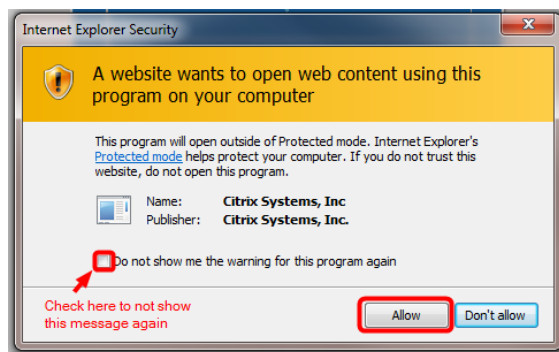 Internet Explorer Security
A website wants to open web content using this
program on your computer
This program will open outside of Protected mode. Internet Explorer's
Protected mode helps protect your computer. If you do not trust this
website, do not open this program.
Name: Citrix Systems, Inc
Publisher: Citrix Systems, Inc.
Do not show me the warning for this program again
Check here to not show
this message again
Allow
Don't allow